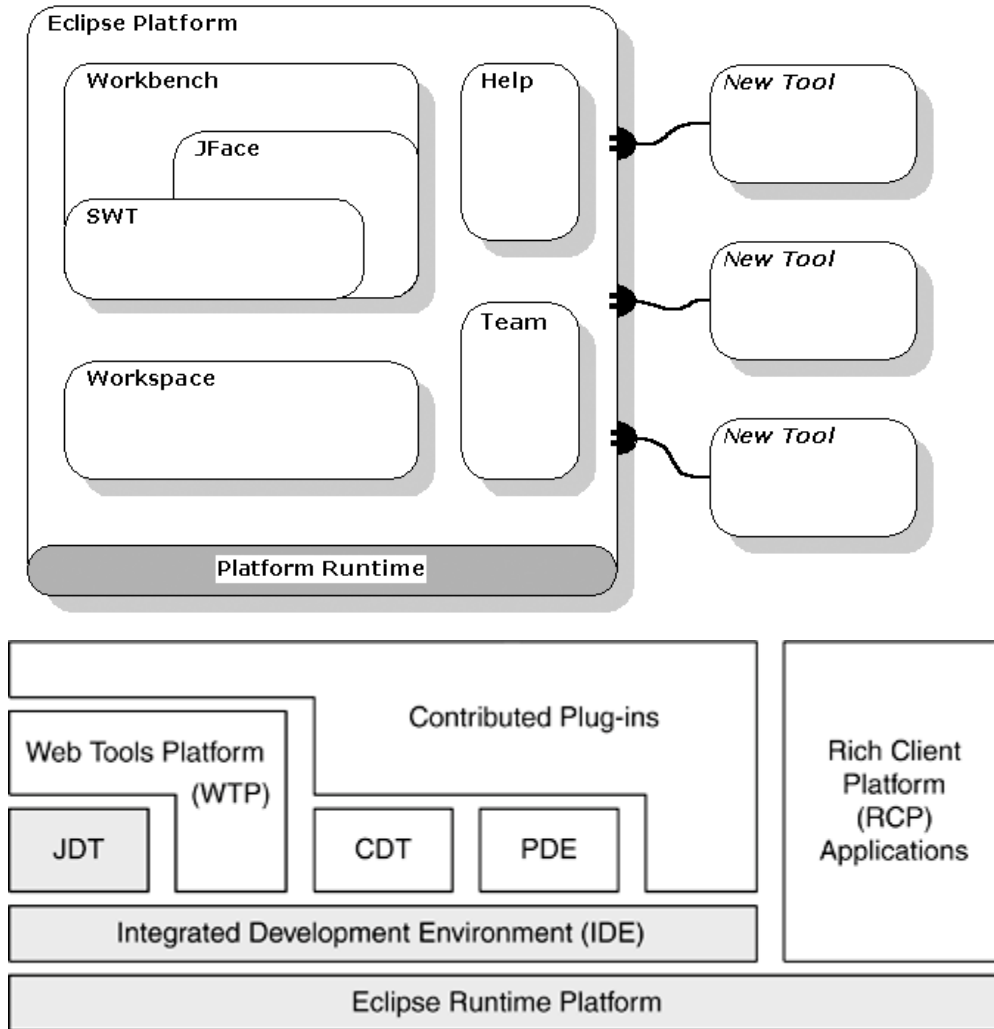 Eclipse Platform
Workbench
Help
New Tool
JFace
SWT
New Tool
Team
Workspace
New Tool
Platform Runtime
Contributed Plug-ins
Web Tools Platform
(WTP)
Rich Client
Platform
(RCP)
Applications
JDT
CDT
PDE
Integrated Development Environment (IDE)
Eclipse Runtime Platform